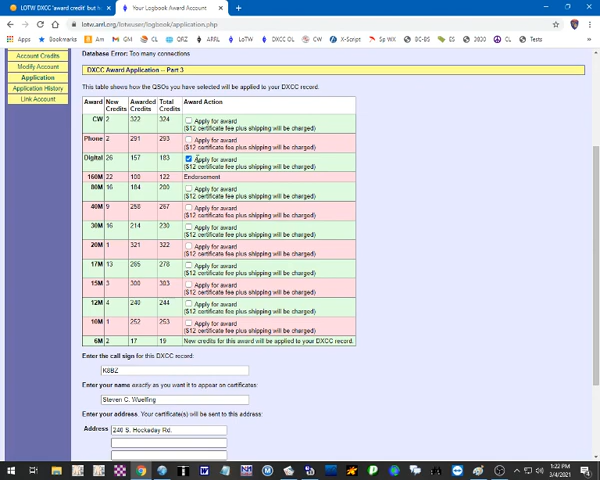 LOTW DXCC 'award credit' but h
Your Logbook Award Account
lotw.arrl.org/lotwuser/logbook/application.php
Apps
Bookmarks
GM
CL
QRZ
ARRL
LoTW
DXCC OL
CW
X-Script
Sp WX
BC-BS
ES
3830
CL
Tests
Account Credits
Modify Account
Application
Application History
Link Account
Database Error: Too many connections
DXCC Award Application -- Part 3
This table shows how the QSOs you have selected will be applied to your DXCC record.
Award New Credits Awarded Credits Total Credits Award Action
CW 2 322 324 Apply for award
($12 certificate fee plus shipping will be charged)
Phone 2 291 293 Apply for award
($12 certificate fee plus shipping will be charged)
Digital 26 157 183 Apply for award
($12 certificate fee plus shipping will be charged)
160M 22 100 122 Endorsement
80M 16 184 200 Apply for award
($12 certificate fee plus shipping will be charged)
40M 9 258 267 Apply for award
($12 certificate fee plus shipping will be charged)
30M 16 214 230 Apply for award
($12 certificate fee plus shipping will be charged)
20M 1 321 322 Apply for award
($12 certificate fee plus shipping will be charged)
17M 13 265 278 Apply for award
($12 certificate fee plus shipping will be charged)
15M 3 300 303 Apply for award
($12 certificate fee plus shipping will be charged)
12M 4 240 244 Apply for award
($12 certificate fee plus shipping will be charged)
10M 1 252 253 Apply for award
($12 certificate fee plus shipping will be charged)
6M 2 17 19 New credits for this award will be applied to your DXCC record.
Enter the call sign for this DXCC record:
K8BZ
Enter your name exactly as you want it to appear on certificates:
Steven C. Wuelfing
Enter your address. Your certificate(s) will be sent to this address:
Address 240 S. Hockaday Rd.
1:22 PM
3/4/2021